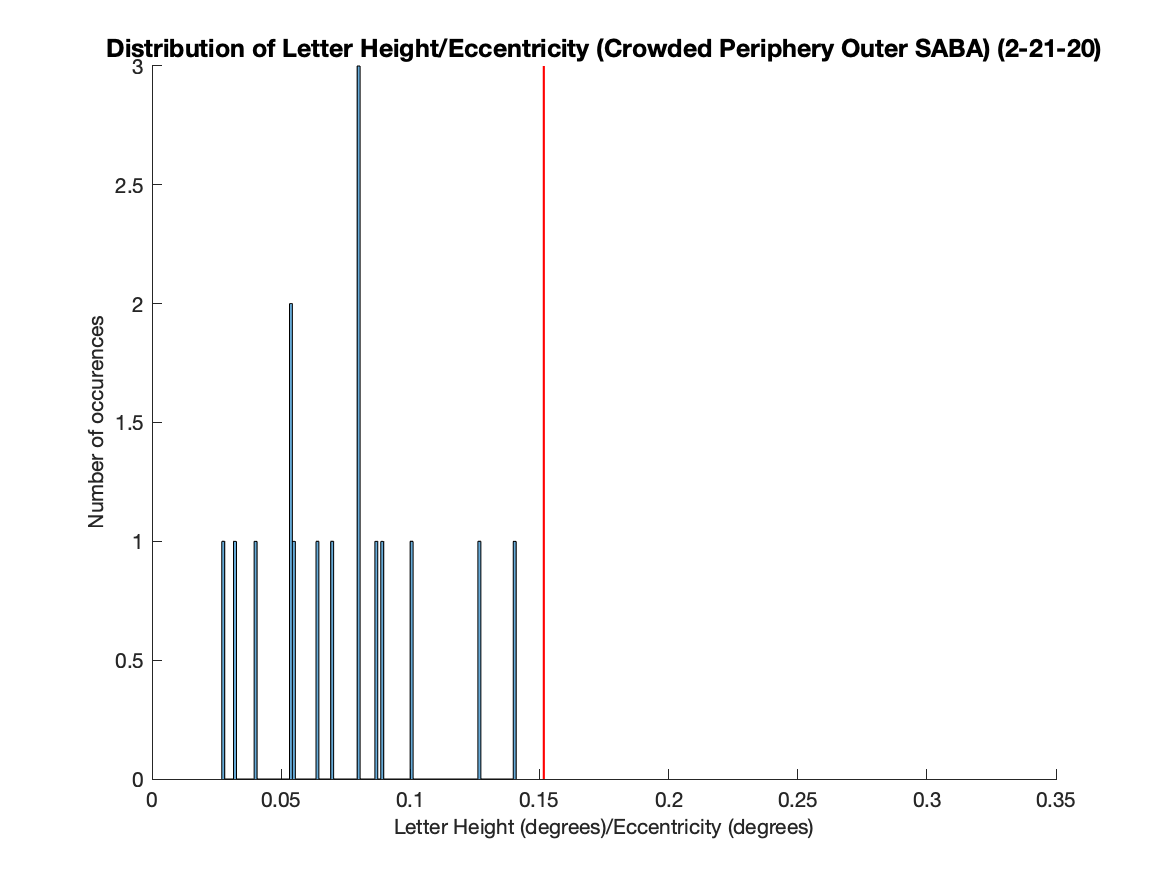 Distribution of Letter Height/Eccentricity (Crowded Periphery Outer SABA) (2-21-20)
3
2.5
2
1.5
1
0.5
0
Number of occurences
0 0.05 0.1 0.15 0.2 0.25 0.3 0.35
Letter Height (degrees)/Eccentricity (degrees)